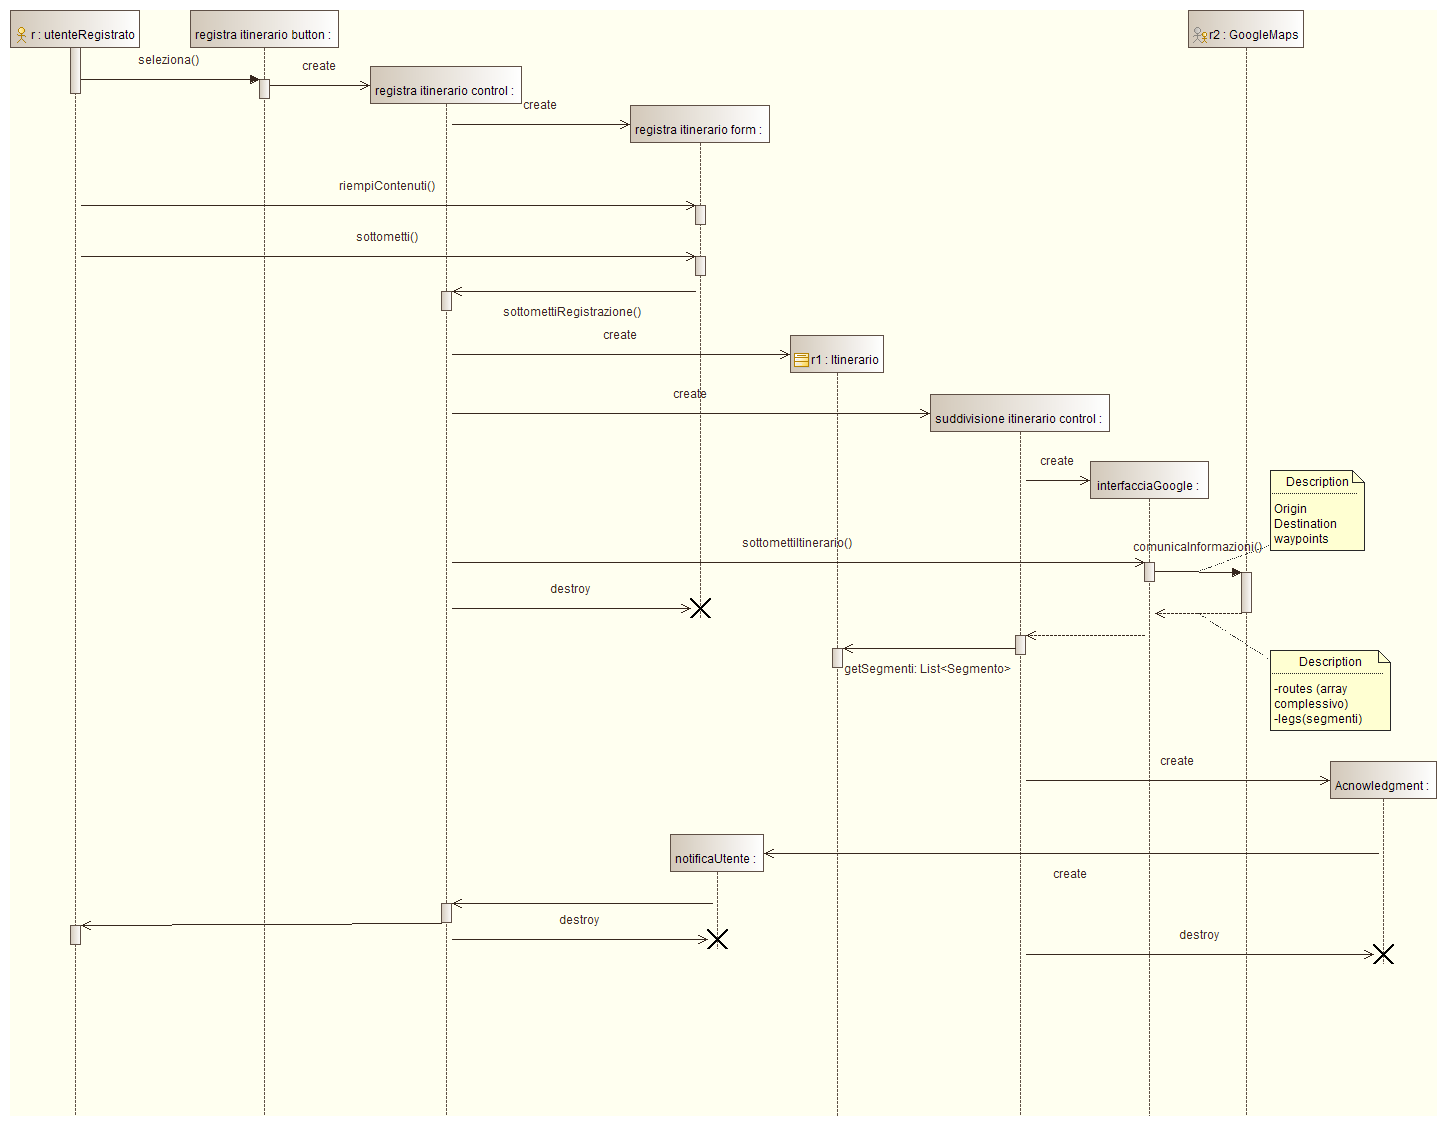 r : utenteRegistrato
registra itinerario button :
r2 : GoogleMaps
seleziona()
create
registra itinerario control :
create
registra itinerario form :
riempiContenuti()
sottometti()
sottomettiRegistrazione()
create
r1 : Itinerario
create
suddivisione itinerario control :
create
interfacciaGoogle :
Description
Origin
Destination
waypoints
sottomettiItinerario()
comunicaInformazioni()
destroy
getSegmenti: List<Segmento>
Description
-routes (array
complessivo)
-legs(segmenti)
create
Acnowledgment :
notificaUtente :
create
destroy
destroy